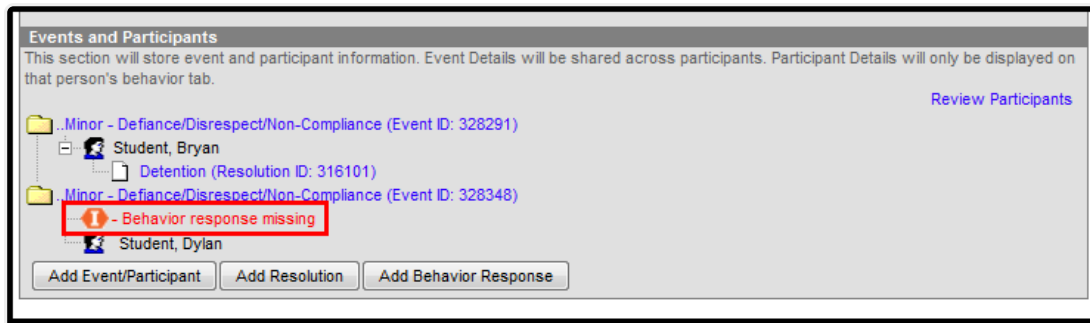 Events and Participants
This section will store event and participant information. Event Details will be shared across participants. Participant Details will only be displayed on
that person's behavior tab.
Review Participants
..Minor - Defiance/Disrespect/Non-Compliance (Event ID: 328291)
Student, Bryan
Detention (Resolution ID: 316101)
..Minor - Defiance/Disrespect/Non-Compliance (Event ID: 328348)
I - Behavior response missing
Student, Dylan
Add Event/Participant Add Resolution Add Behavior Response